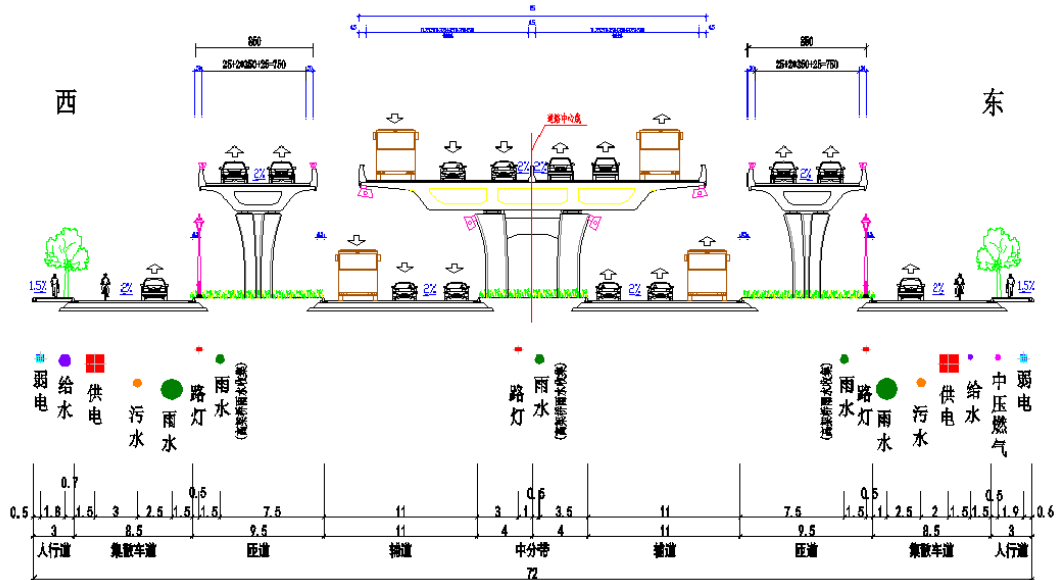 850
25+2*350+25=750
850
25+2*350+25=750
西
东
道路中心线
2%
2%
2%
2%
1.5%
2%
2%
2%
2%
1.5%
弱电
给水
供电
污水
雨水
路灯
雨水
(高架桥雨水收集)
路灯
雨水
(高架桥雨水收集)
雨水
(高架桥雨水收集)
路灯
雨水
污水
供电
给水
中压燃气
弱电
0.5
1.8
0.7
1.5
3
2.5
1.5
0.5
1.5
7.5
11
3
1
0.5
3.5
11
7.5
1.5
0.5
1
2.5
2
1.5
1.5
0.5
1.9
0.6
3
8.5
9.5
11
4
4
11
9.5
8.5
3
人行道
集散车道
匝道
辅道
中分带
辅道
匝道
集散车道
人行道
72